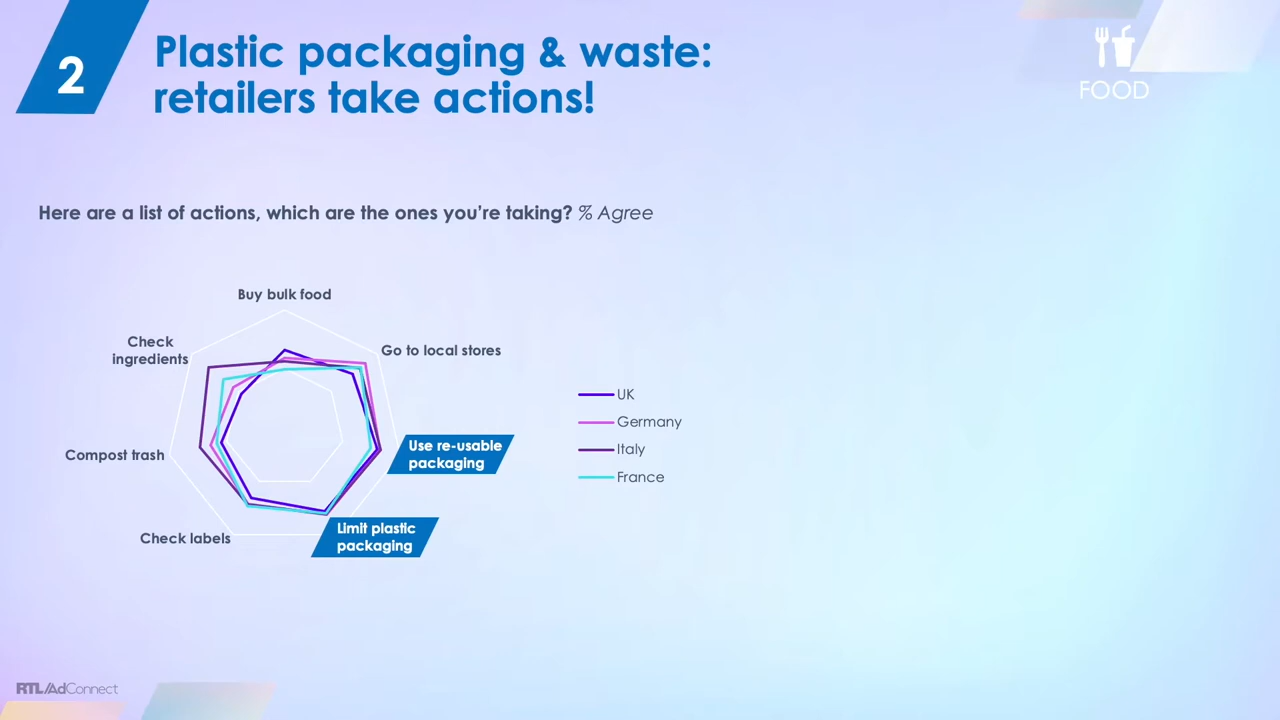 2
Plastic packaging & waste:
retailers take actions!
FOOD
Here are a list of actions, which are the ones you’re taking? % Agree
Buy bulk food
Check
ingredients
Go to local stores
Compost trash
Use re-usable
packaging
Check labels
Limit plastic
packaging
UK
Germany
Italy
France
RTL/AdConnect